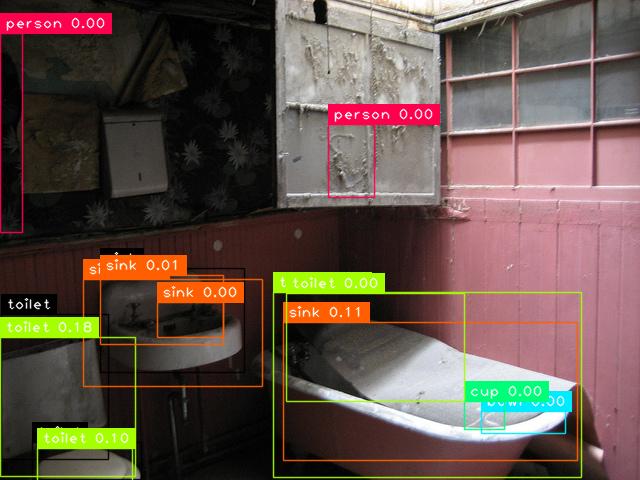 person 0.00
person 0.00
sink 0.01
toilet 0.00
sink 0.00
toilet
sink 0.11
toilet 0.18
cup 0.00
toilet 0.10